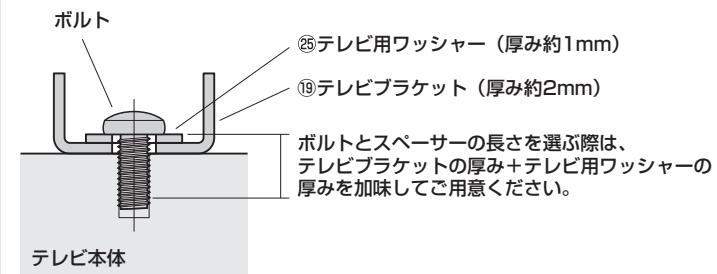 ボルト
㉕テレビ用ワッシャー（厚み約1mm）
⑲テレビブラケット（厚み約2mm）
ボルトとスペーサーの長さを選ぶ際は、
テレビブラケットの厚み＋テレビ用ワッシャーの
厚みを加味してご用意ください。
テレビ本体